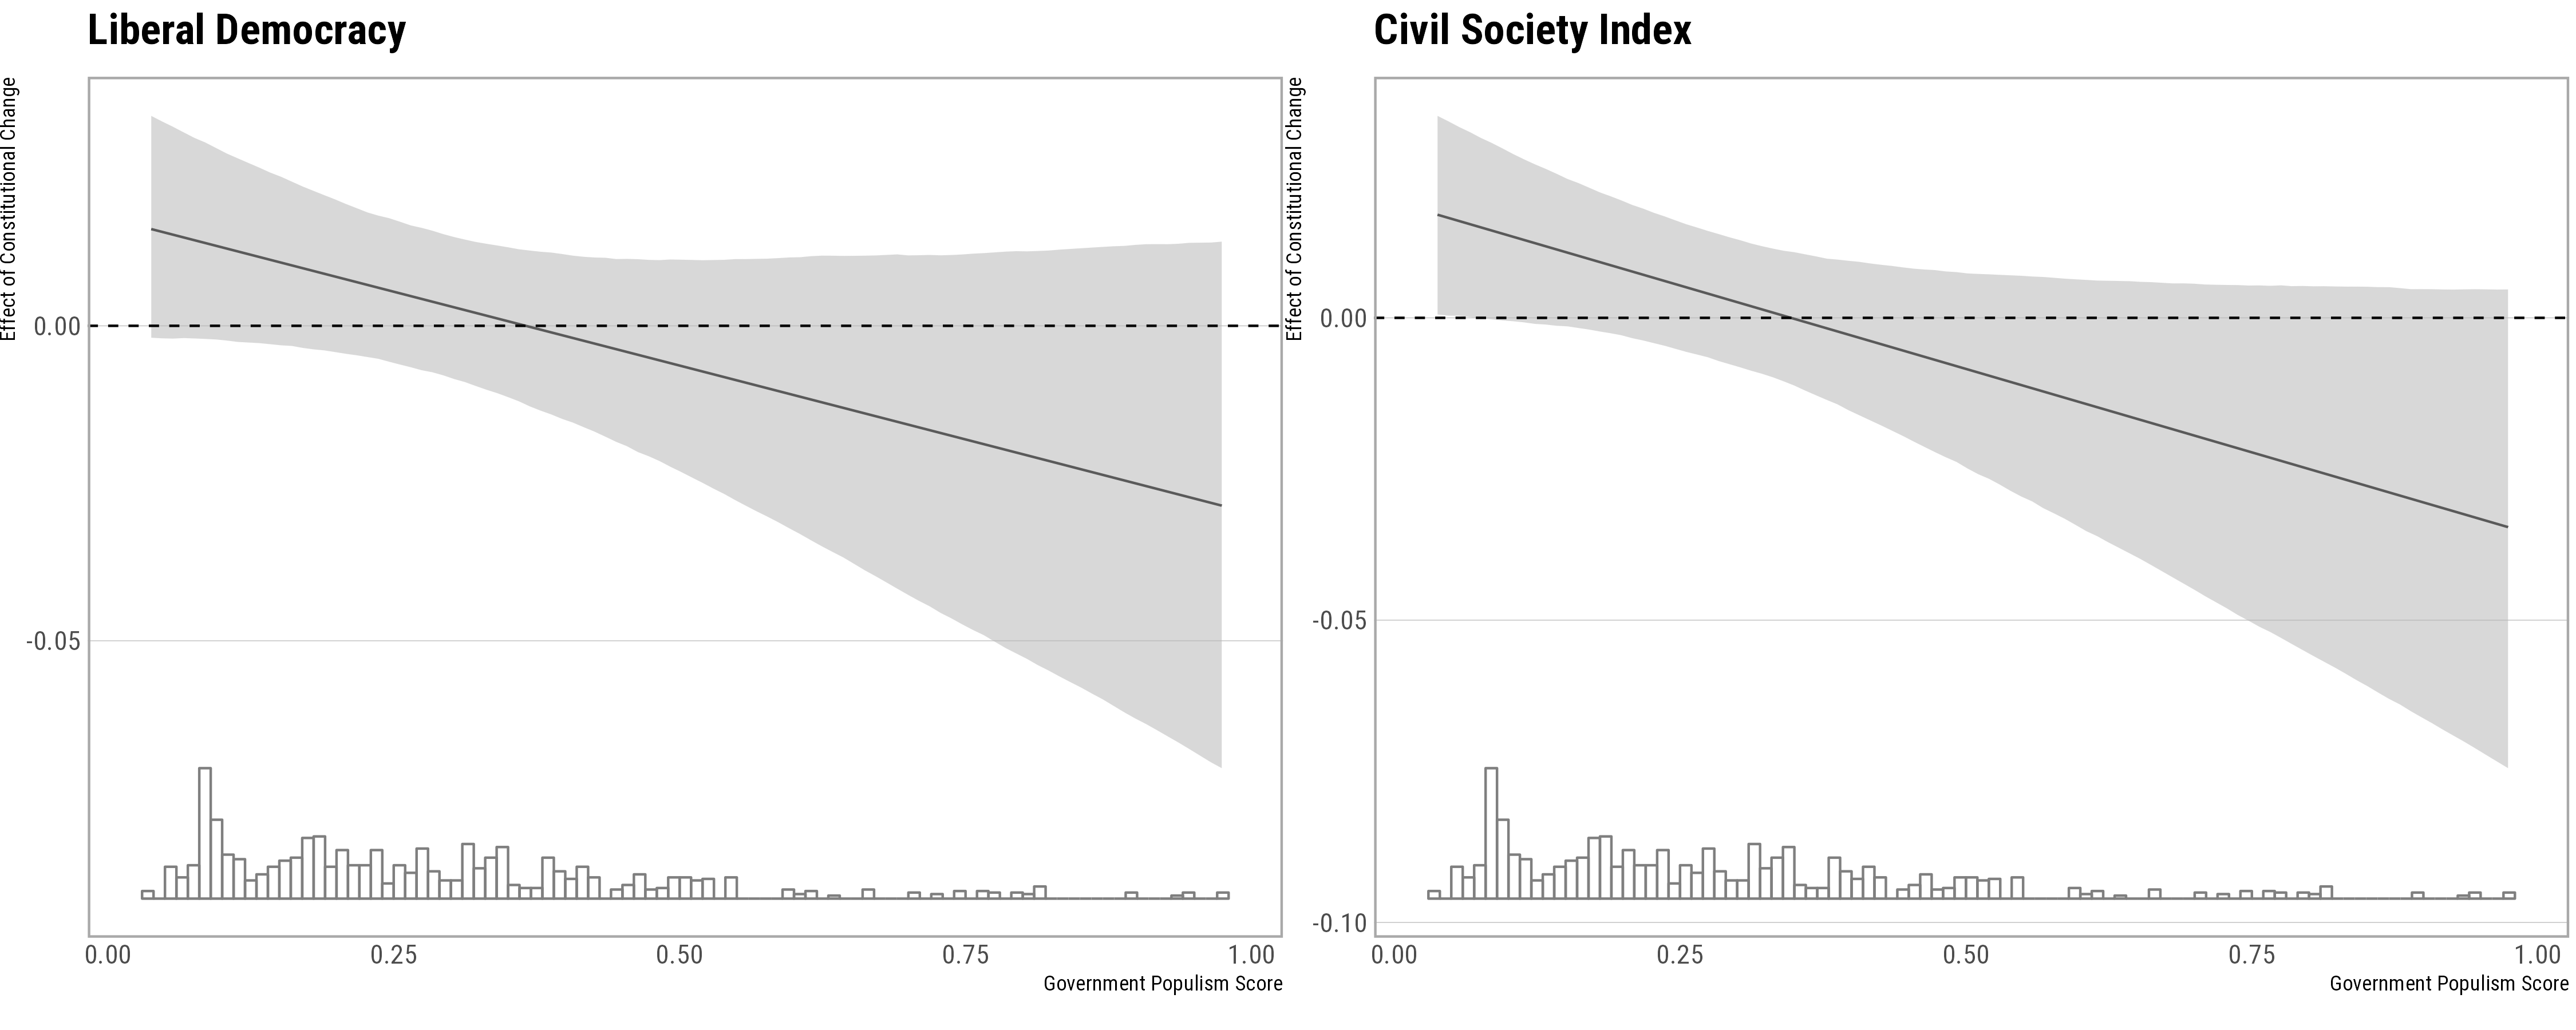 Liberal Democracy
Effect of Constitutional Change
0.00
-0.05
0.00 0.25 0.50 0.75 1.00
Government Populism Score
Civil Society Index
Effect of Constitutional Change
0.00
-0.05
-0.10
0.00 0.25 0.50 0.75 1.00
Government Populism Score